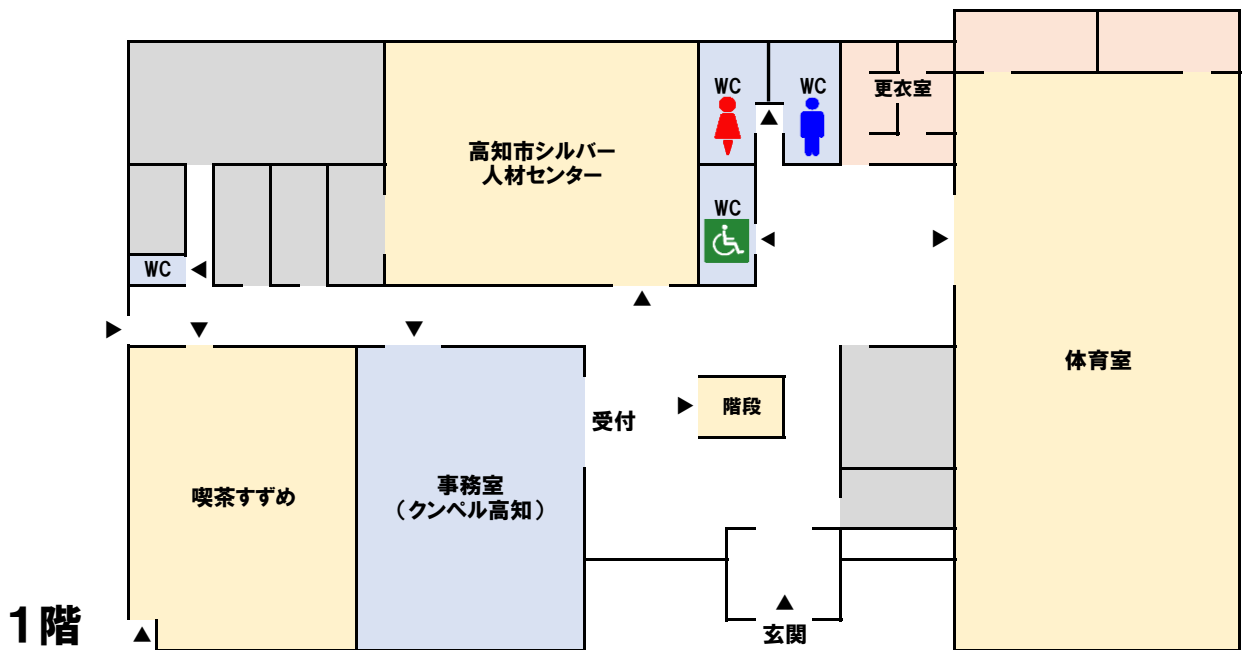 WC
WC
更衣室
高知市シルバー
人材センター
WC
WC
体育室
階段
受付
事務室
（クンペル高知）
喫茶すずめ
1階
玄関